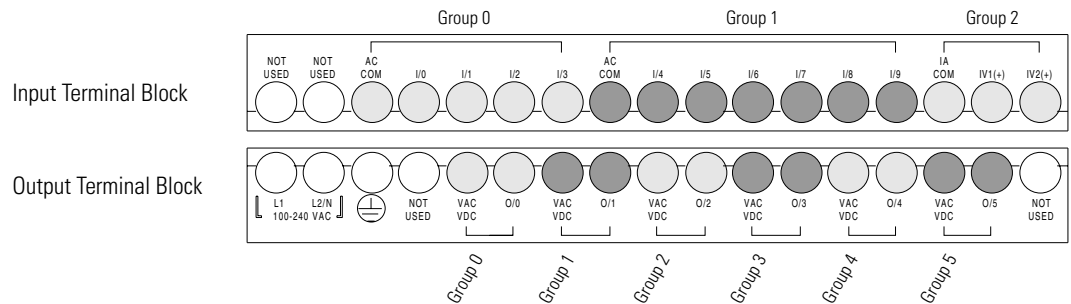 Group 0 Group 1 Group 2
Input Terminal Block
NOT USED NOT USED AC COM I/0 I/1 I/2 I/3 AC COM I/4 I/5 I/6 I/7 I/8 I/9 IA COM IV1(+) IV2(+)
Output Terminal Block
L1 L2/N 100-240 VAC NOT USED VAC VDC O/0 VAC VDC O/1 VAC VDC O/2 VAC VDC O/3 VAC VDC O/4 VAC VDC O/5 NOT USED
Group 0 Group 1 Group 2 Group 3 Group 4 Group 5